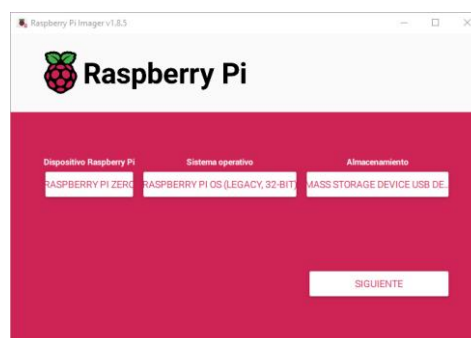 Raspberry Pi Imager v1.8.5
Raspberry Pi
Dispositivo Raspberry Pi Sistema operativo Almacenamiento
RASPBERRY PI ZERO RASPBERRY PI OS (LEGACY, 32-BIT) MASS STORAGE DEVICE USB DE..
SIGUIENTE